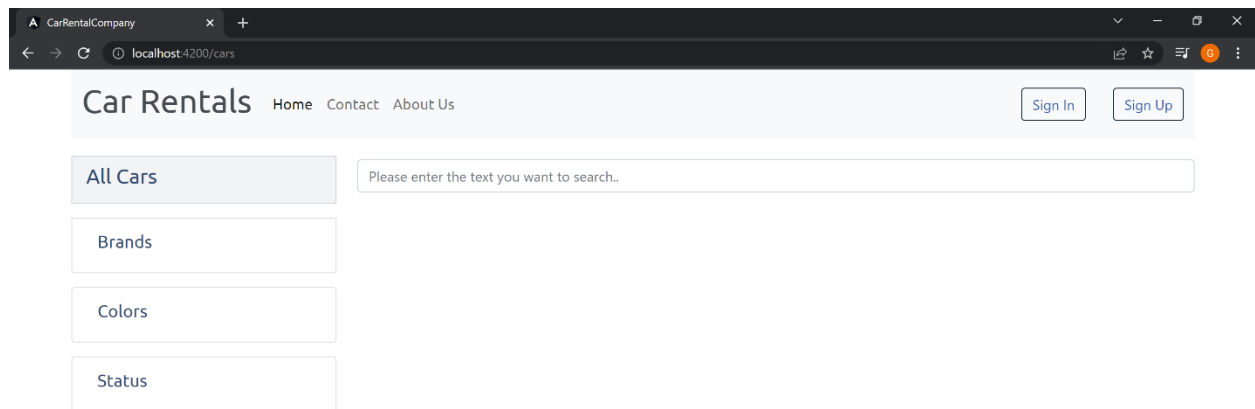 CarRentalCompany
localhost:4200/cars
G
Car Rentals Home Contact About Us Sign In Sign Up
All Cars
Please enter the text you want to search..
Brands
Colors
Status